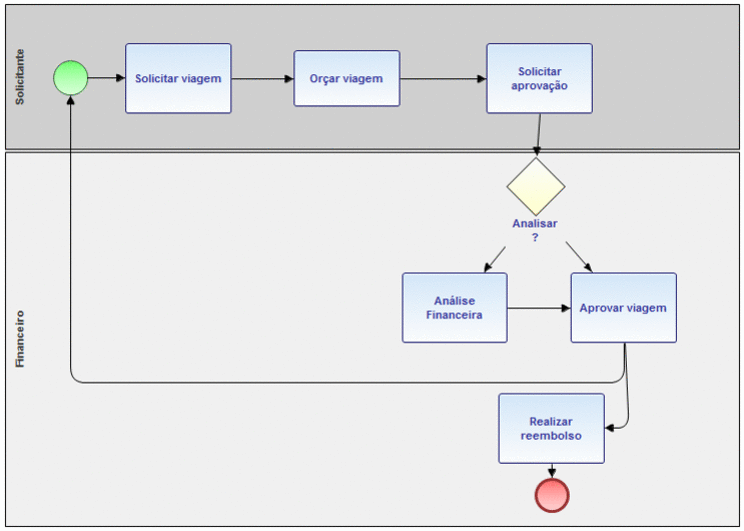 Solicitante
Solicitar viagem
Orçar viagem
Solicitar
aprovação
Financeiro
Analisar
?
Análise
Financeira
Aprovar viagem
Realizar
reembolso